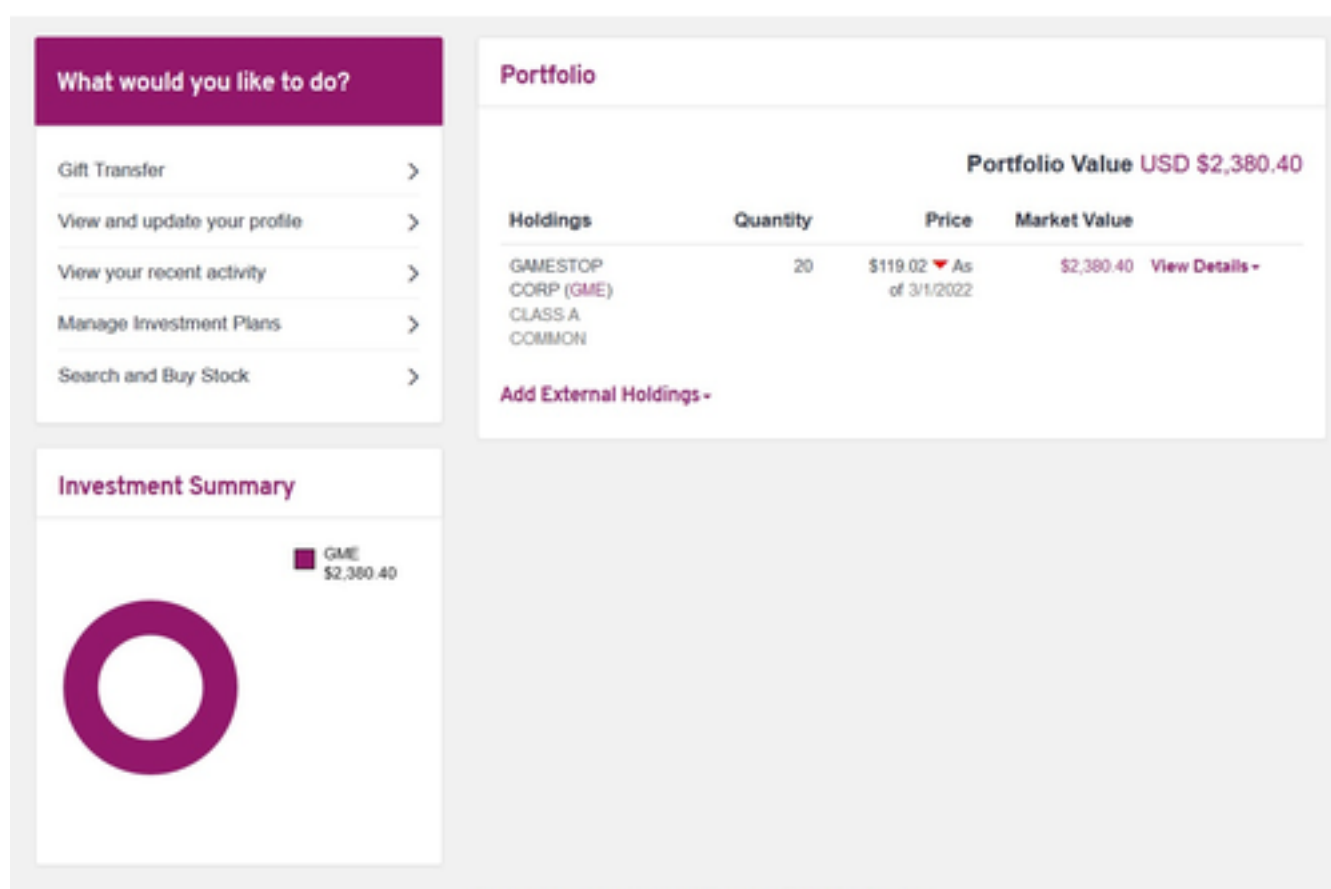 What would you like to do?
Gift Transfer
View and update your profile
View your recent activity
Manage Investment Plans
Search and Buy Stock
Portfolio
Portfolio Value USD $2,380.40
Holdings Quantity Price Market Value
GAMESTOP 20 $119.02 As $2,380.40 View Details
CORP (GME) of 3/1/2022
CLASS A
COMMON
Add External Holdings
Investment Summary
GME
$2,380.40